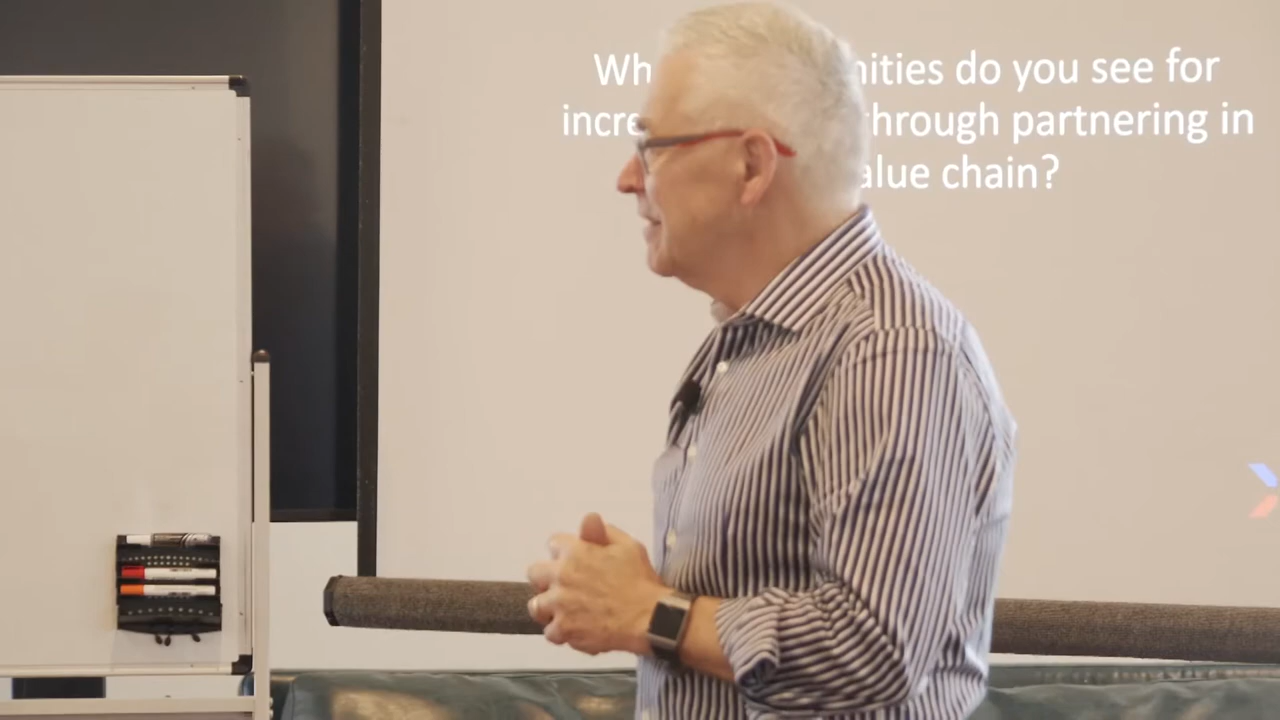 Wh nities do you see for
incre hrough partnering in
alue chain?